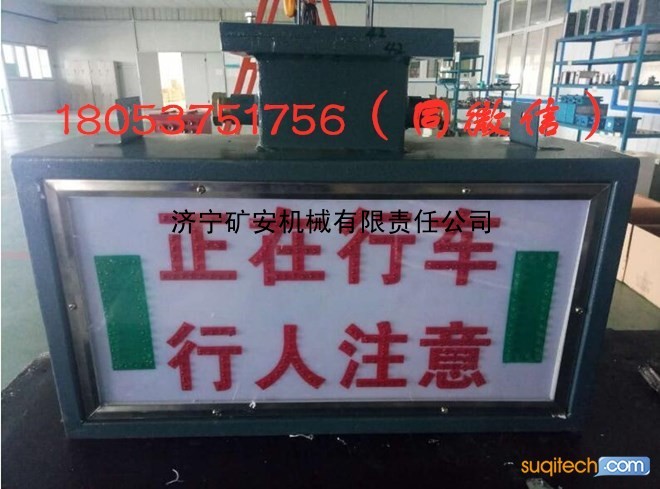 18053751756（同微信）
济宁矿安机械有限责任公司
正在行车
行人注意
suqitech.com